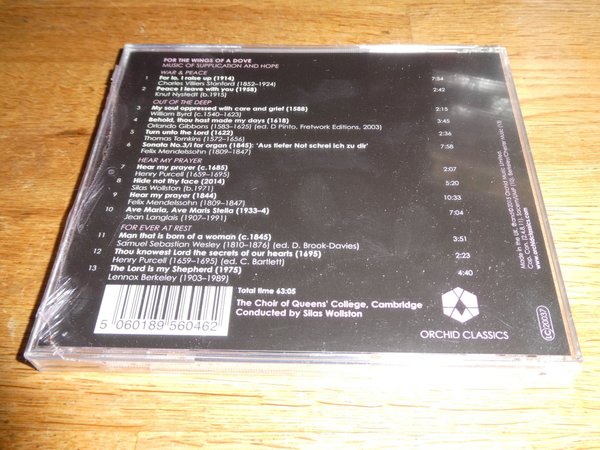 FOR THE WINGS OF A DOVE
MUSIC OF SUPPLICATION AND HOPE
WAR & PEACE
1 For lo, I raise up (1914) 7:54
Charles Villiers Stanford (1852–1924)
2 Peace I leave with you (1958) 2:42
Knut Nystedt (b.1915)
OUT OF THE DEEP
3 My soul oppressed with care and grief (1588) 2:15
William Byrd (c.1540–1623)
4 Behold, thou hast made my days (1618) 4:45
Orlando Gibbons (1583–1625) (ed. D Pinto, Fretwork Editions, 2003)
5 Turn unto the Lord (1622) 2:36
Thomas Tomkins (1572–1656)
6 Sonata No.3/i for organ (1845): 'Aus tiefer Not schrei ich zu dir' 7:58
Felix Mendelssohn (1809–1847)
HEAR MY PRAYER
7 Hear my prayer (c.1685) 2:07
Henry Purcell (1659–1695)
8 Hide not thy face (2014) 5:20
Silas Wollston (b.1971)
9 Hear my prayer (1844) 10:33
Felix Mendelssohn (1809–1847)
10 Ave Maria, Ave Maris Stella (1933–4) 7:04
Jean Langlais (1907–1991)
FOR EVER AT REST
11 Man that is born of a woman (c.1845) 3:51
Samuel Sebastian Wesley (1810–1876) (ed. D. Brook-Davies)
12 Thou knowest Lord the secrets of our hearts (1695) 2:23
Henry Purcell (1659–1695) (ed. C. Bartlett)
13 The Lord is my Shepherd (1975) 4:40
Lennox Berkeley (1903–1989)
Total time 63:05
The Choir of Queens' College, Cambridge
Conducted by Silas Wollston
5 060189 560462
ORCHID CLASSICS
LC20037